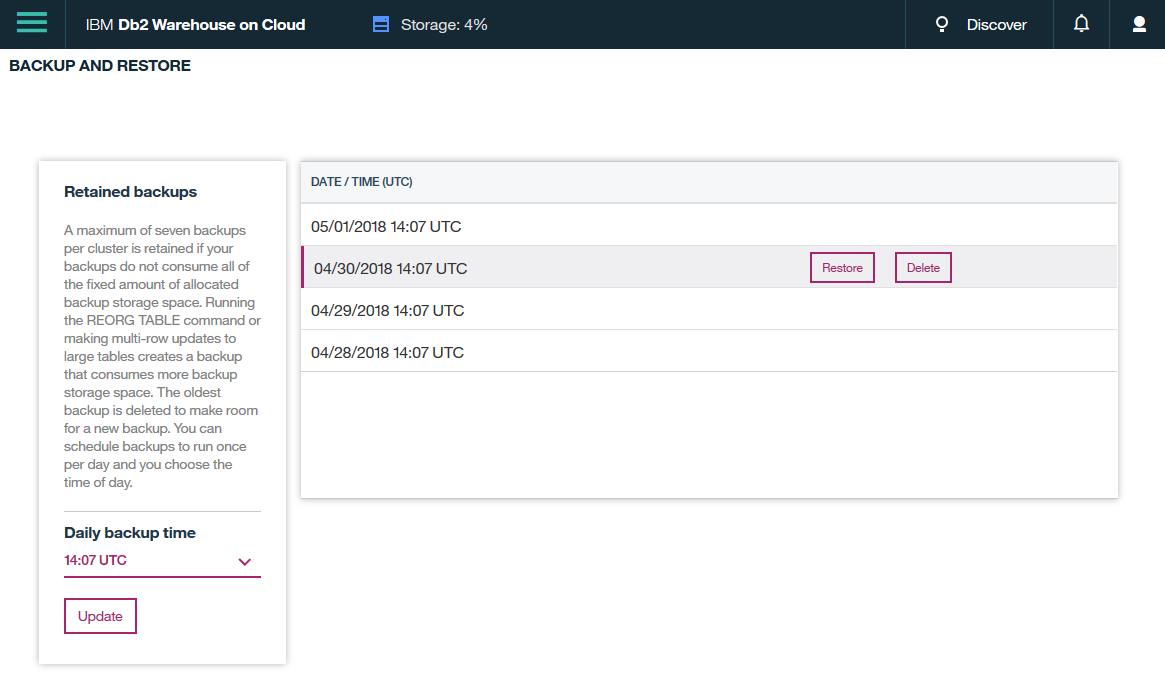 IBM Db2 Warehouse on Cloud
Storage: 4%
Discover
BACKUP AND RESTORE
Retained backups
A maximum of seven backups
per cluster is retained if your
backups do not consume all of
the fixed amount of allocated
backup storage space. Running
the REORG TABLE command or
making multi-row updates to
large tables creates a backup
that consumes more backup
storage space. The oldest
backup is deleted to make room
for a new backup. You can
schedule backups to run once
per day and you choose the
time of day.
Daily backup time
14:07 UTC
Update
DATE / TIME (UTC)
05/01/2018 14:07 UTC
04/30/2018 14:07 UTC
Restore
Delete
04/29/2018 14:07 UTC
04/28/2018 14:07 UTC